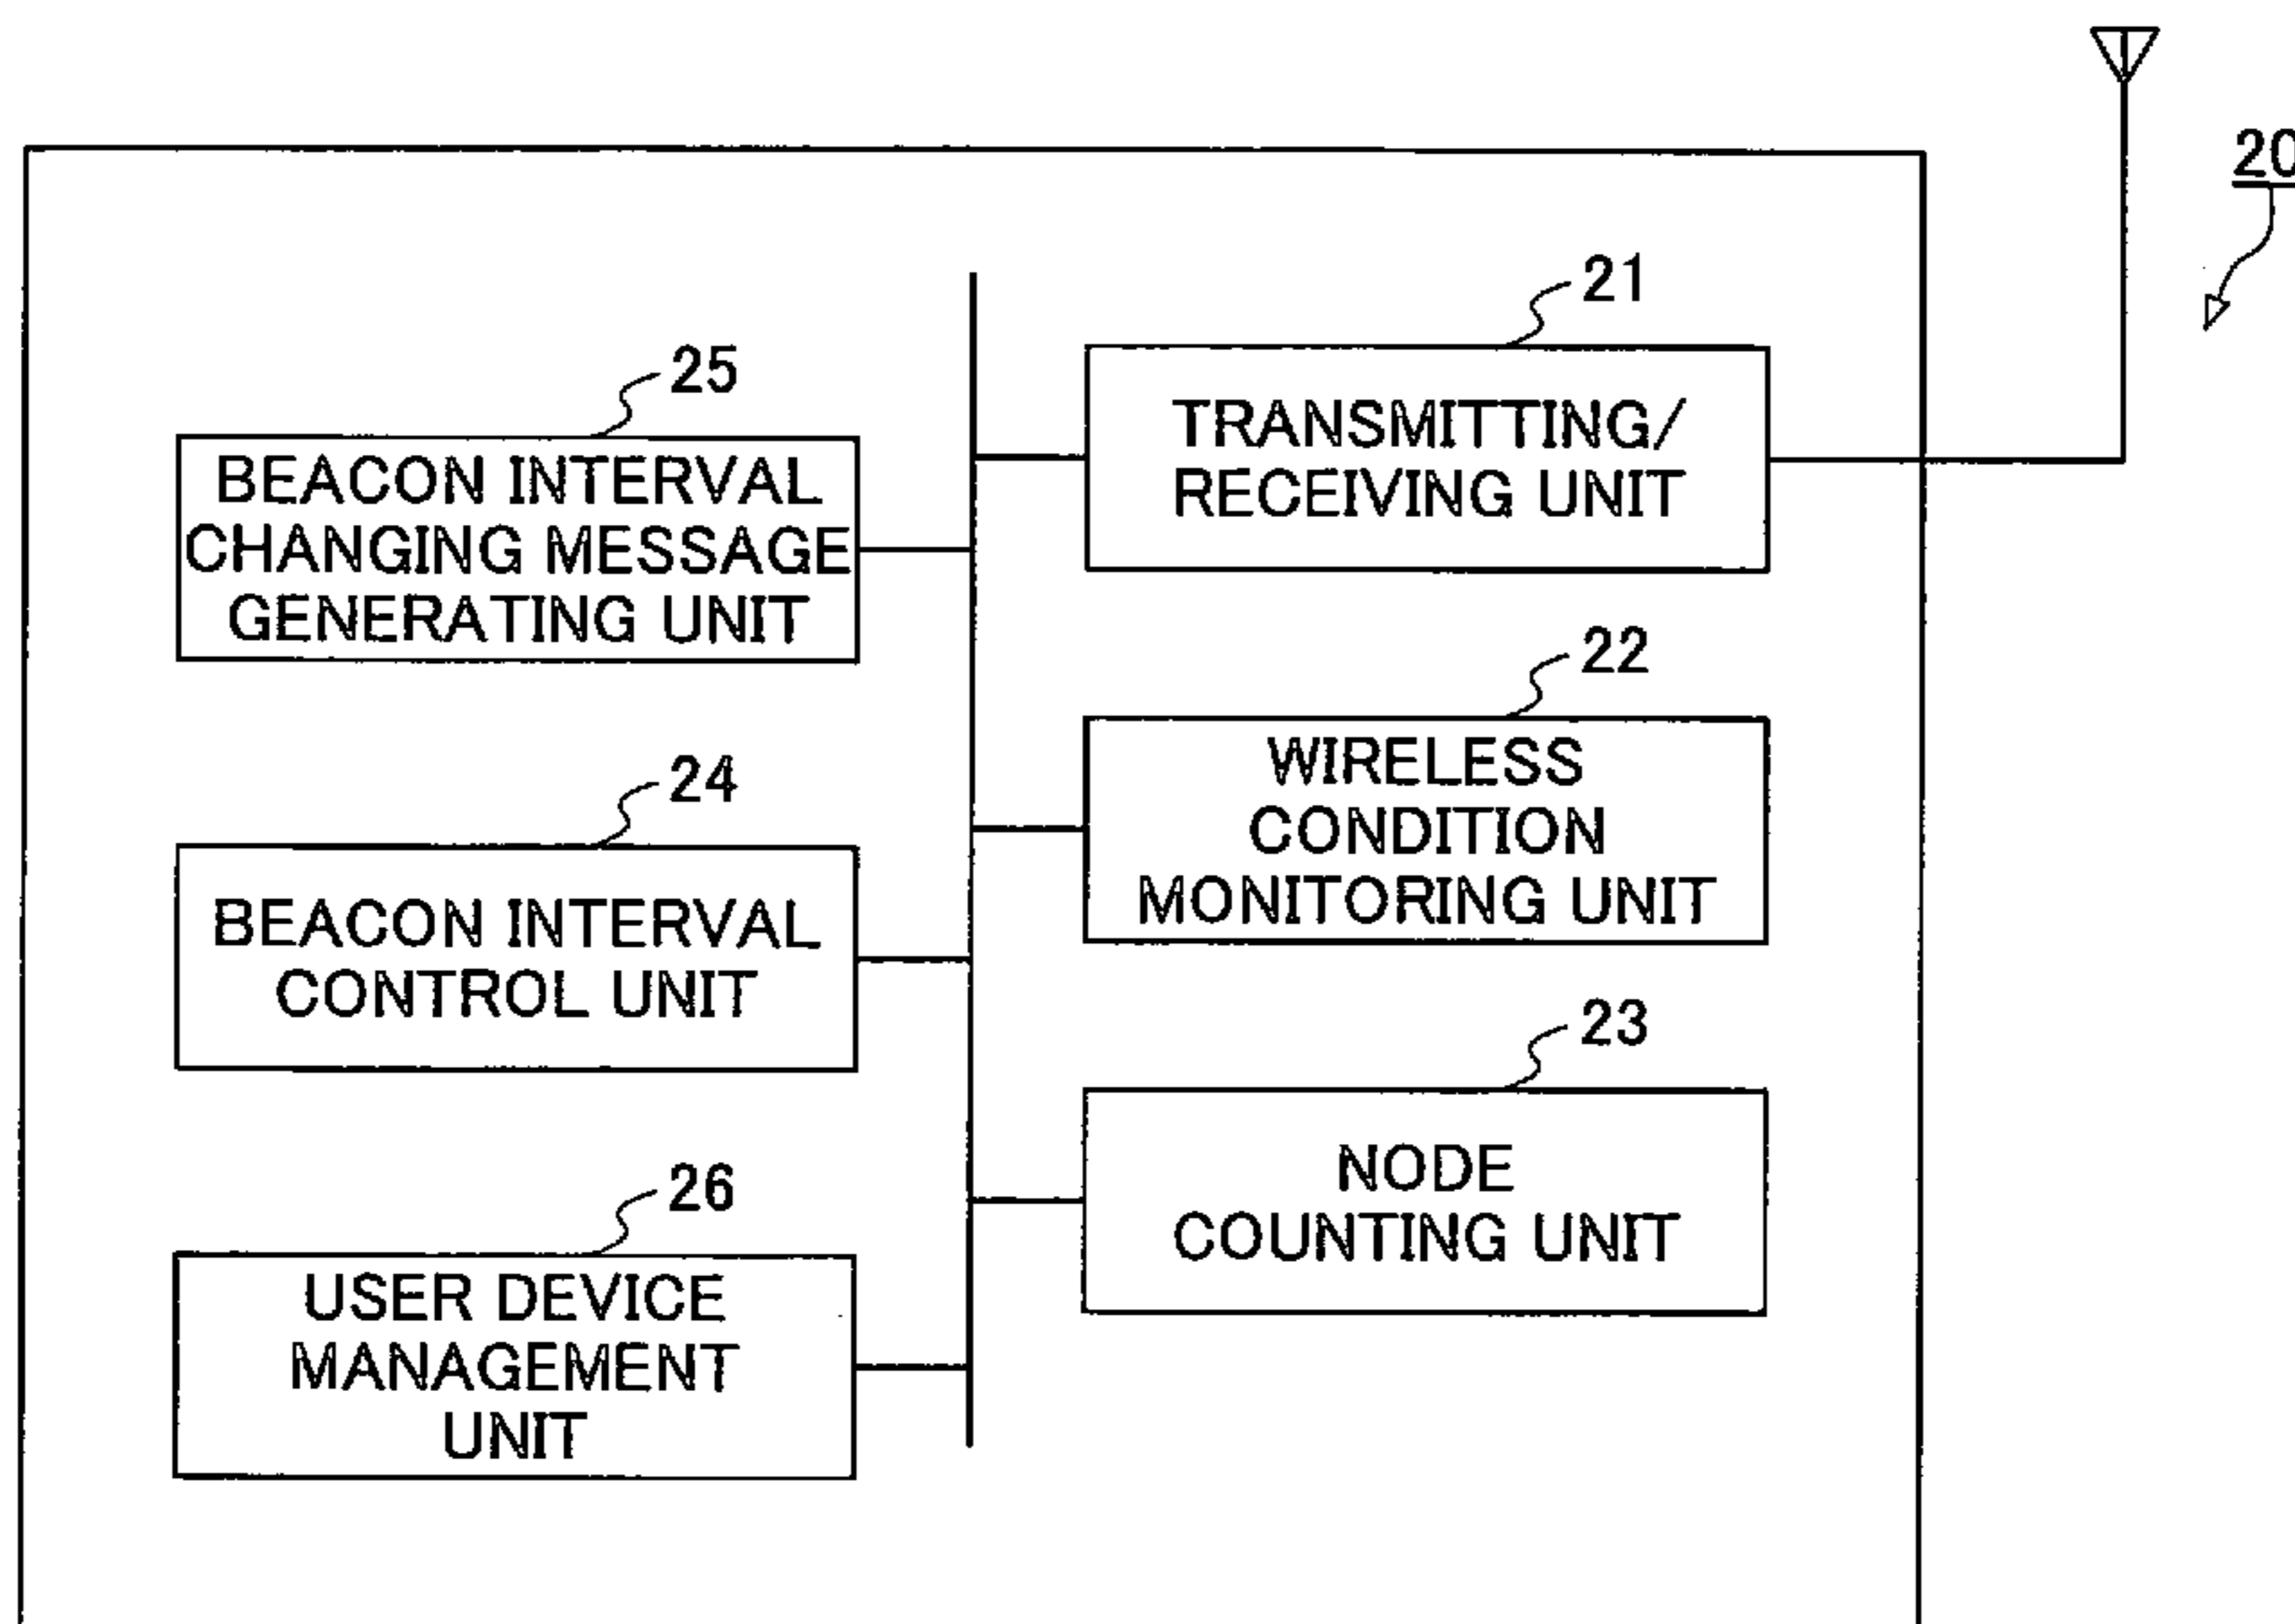 20
21
TRANSMITTING/
RECEIVING UNIT
25
BEACON INTERVAL
CHANGING MESSAGE
GENERATING UNIT
22
WIRELESS
CONDITION
MONITORING UNIT
24
BEACON INTERVAL
CONTROL UNIT
23
NODE
COUNTING UNIT
26
USER DEVICE
MANAGEMENT
UNIT